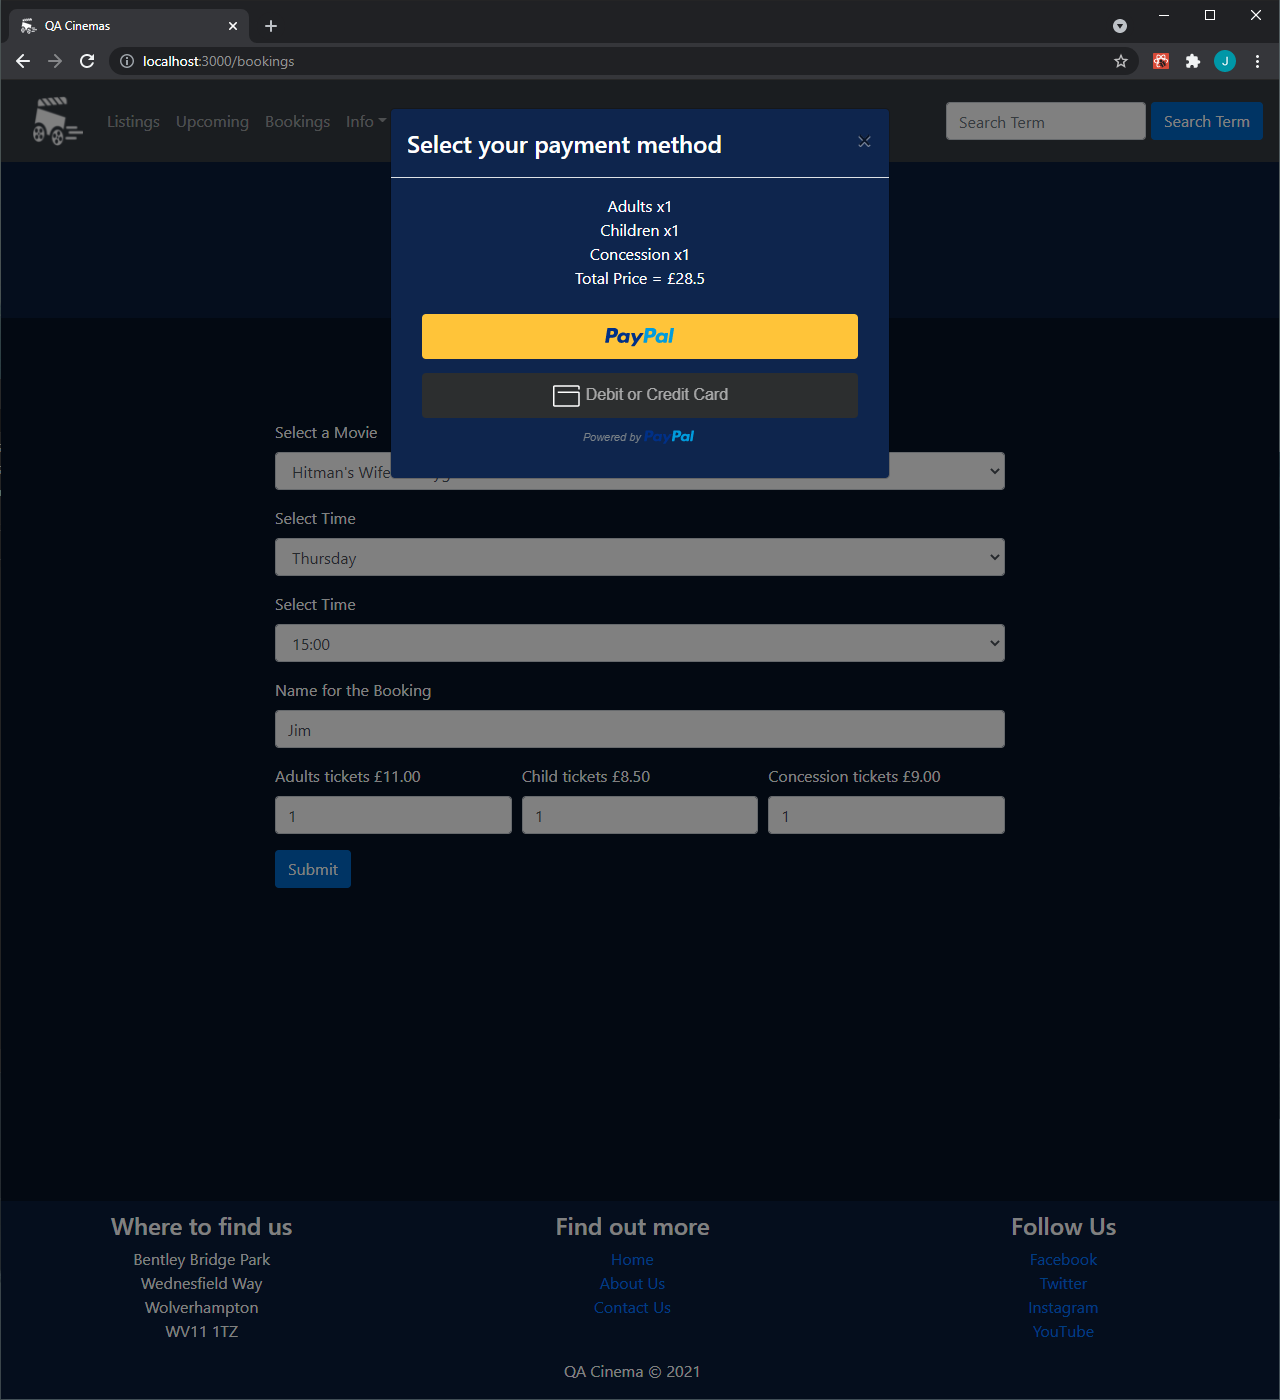 QA Cinemas
localhost:3000/bookings
J
Listings Upcoming Bookings Info
Search Term Search Term
Select your payment method ×
Adults x1
Children x1
Concession x1
Total Price = £28.5
PayPal
Debit or Credit Card
Powered by PayPal
Select a Movie
Hitman's Wife
Select Time
Thursday
Select Time
15:00
Name for the Booking
Jim
Adults tickets £11.00 Child tickets £8.50 Concession tickets £9.00
1 1 1
Submit
Where to find us Find out more Follow Us
Bentley Bridge Park Home Facebook
Wednesfield Way About Us Twitter
Wolverhampton Contact Us Instagram
WV11 1TZ YouTube
QA Cinema © 2021